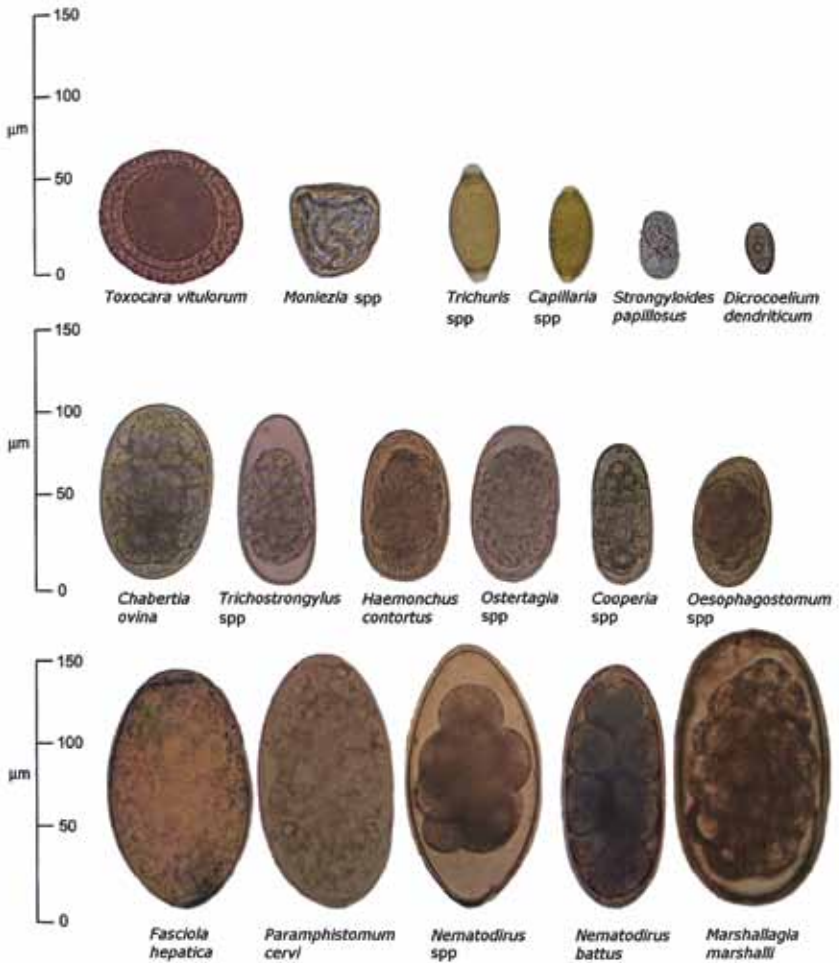 150
100
μm
50
0
Toxocara vitulorum
Moniezia spp
Trichuris
spp
Capillaria
spp
Strongyloides
papillosus
Dicrocoelium
dendriticum
150
100
μm
50
0
Chabertia
ovina
Trichostrongylus
spp
Haemonchus
contortus
Ostertagia
spp
Cooperia
spp
Oesophagostomum
spp
150
100
μm
50
0
Fasciola
hepatica
Paramphistomum
cervi
Nematodirus
spp
Nematodirus
battus
Marshallagia
marshalli